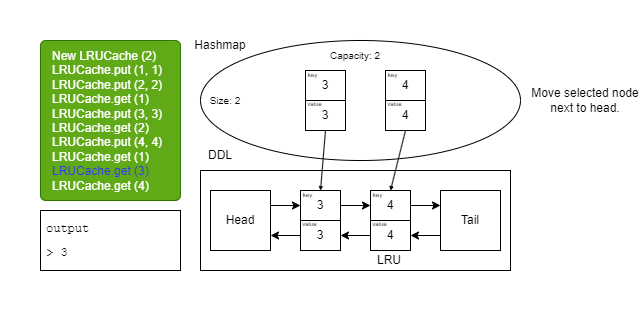 New LRUCache (2)
LRUCache.put (1, 1)
LRUCache.put (2, 2)
LRUCache.get (1)
LRUCache.put (3, 3)
LRUCache.get (2)
LRUCache.put (4, 4)
LRUCache.get (1)
LRUCache.get (3)
LRUCache.get (4)
output
> 3
Hashmap
Capacity: 2
Size: 2
key
3
value
3
key
4
value
4
Move selected node
next to head.
DDL
Head
key
3
value
3
key
4
value
4
Tail
LRU